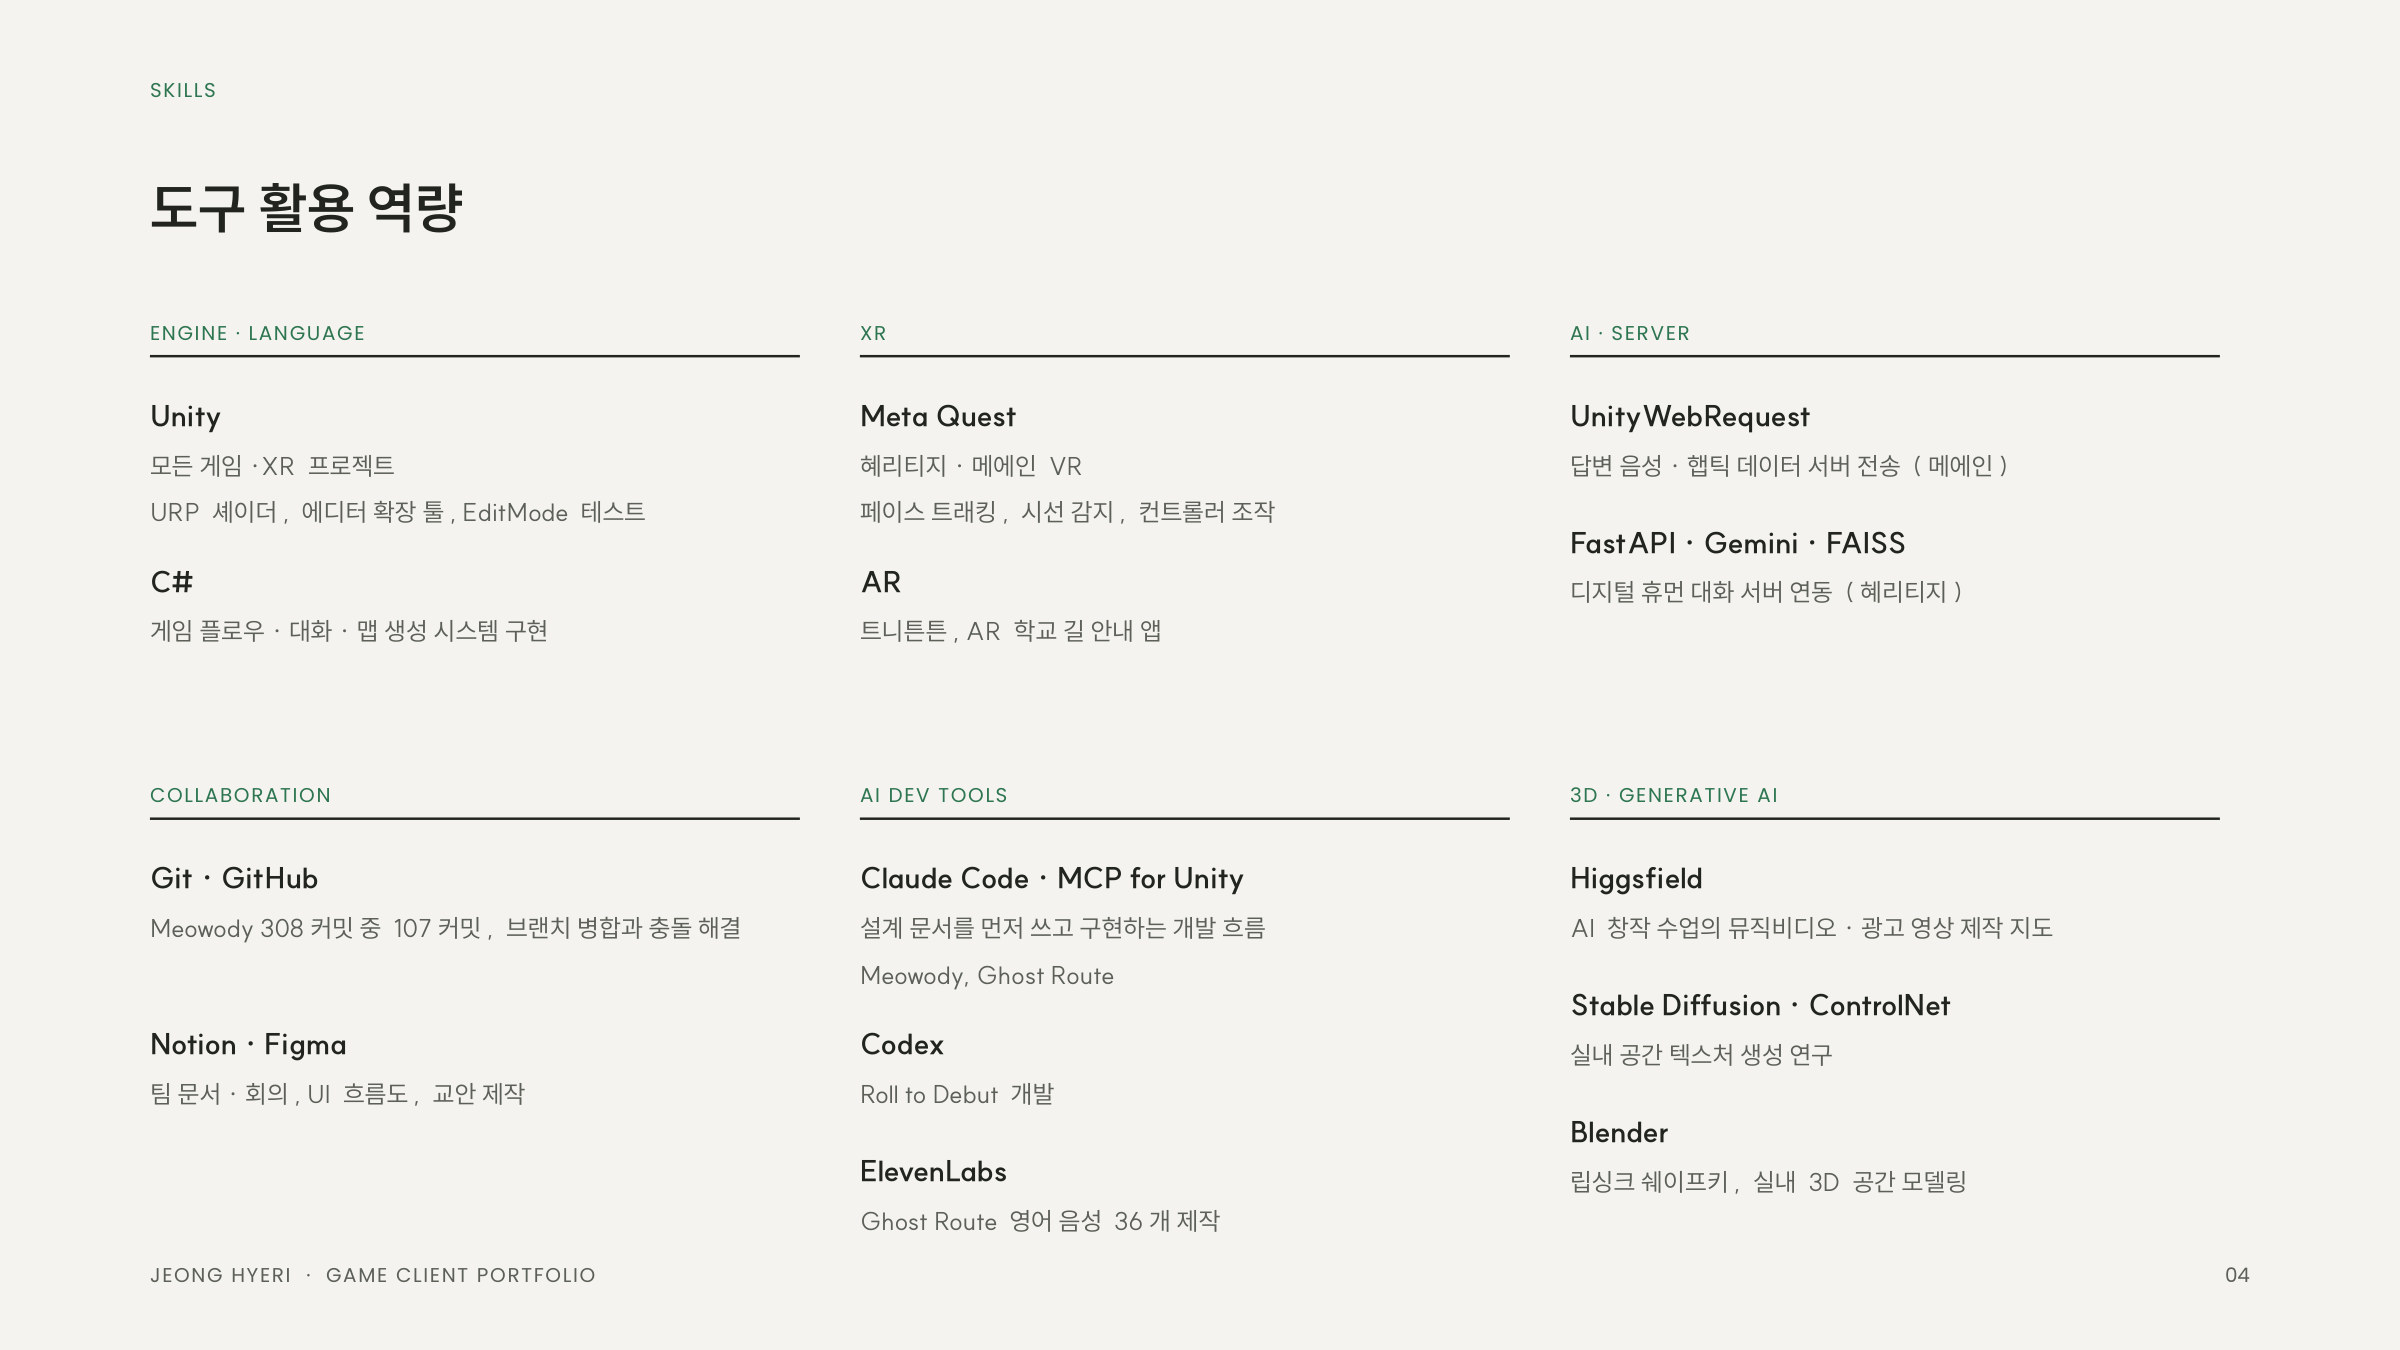 SKILLS
도구 활용 역량
ENGINE · LANGUAGE
Unity
모든 게임 · XR 프로젝트
URP 셰이더, 에디터 확장 툴, EditMode 테스트
C#
게임 플로우 · 대화 · 맵 생성 시스템 구현
XR
Meta Quest
혜리티지 · 메에인 VR
페이스 트래킹, 시선 감지, 컨트롤러 조작
AR
트니튼튼, AR 학교 길 안내 앱
AI · SERVER
UnityWebRequest
답변 음성 · 햅틱 데이터 서버 전송 (메에인)
FastAPI · Gemini · FAISS
디지털 휴먼 대화 서버 연동 (혜리티지)
COLLABORATION
Git · GitHub
Meowody 308 커밋 중 107 커밋, 브랜치 병합과 충돌 해결
Notion · Figma
팀 문서 · 회의, UI 흐름도, 교안 제작
AI DEV TOOLS
Claude Code · MCP for Unity
설계 문서를 먼저 쓰고 구현하는 개발 흐름
Meowody, Ghost Route
Codex
Roll to Debut 개발
ElevenLabs
Ghost Route 영어 음성 36 개 제작
3D · GENERATIVE AI
Higgsfield
AI 창작 수업의 뮤직비디오 · 광고 영상 제작 지도
Stable Diffusion · ControlNet
실내 공간 텍스처 생성 연구
Blender
립싱크 쉐이프키, 실내 3D 공간 모델링
JEONG HYERI · GAME CLIENT PORTFOLIO
04